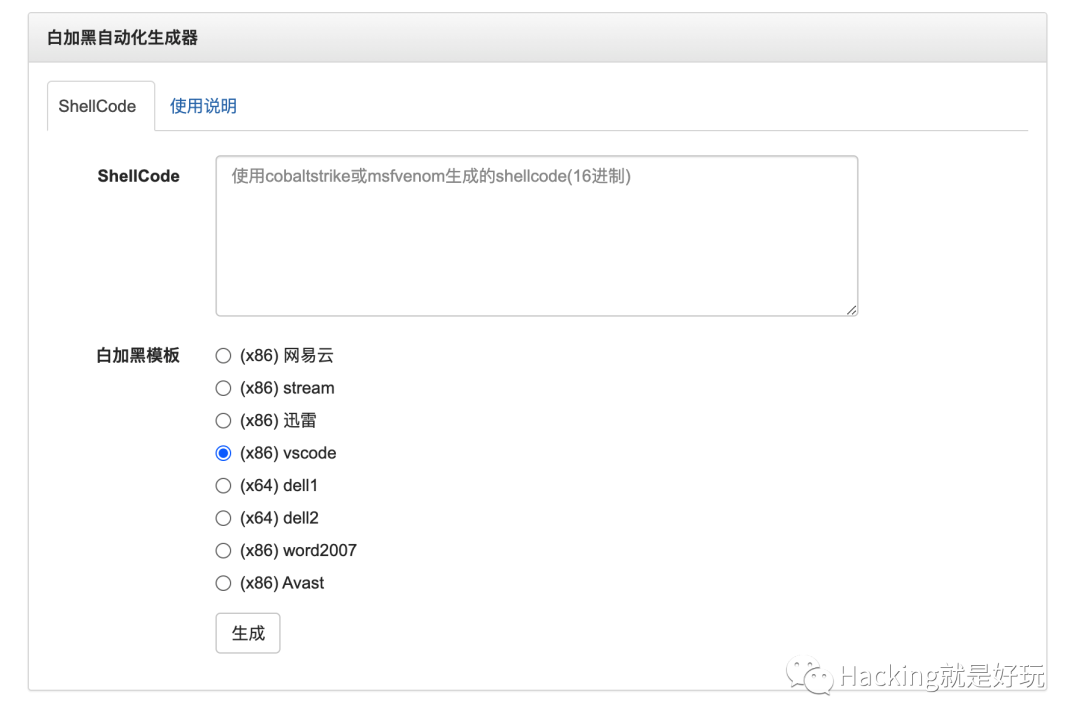 白加黑自动化生成器
ShellCode 使用说明
ShellCode 使用cobaltstrike或msfvenom生成的shellcode(16进制)
白加黑模板 (x86) 网易云
(x86) stream
(x86) 迅雷
(x86) vscode
(x64) dell1
(x64) dell2
(x86) word2007
(x86) Avast
生成
Hacking就是好玩